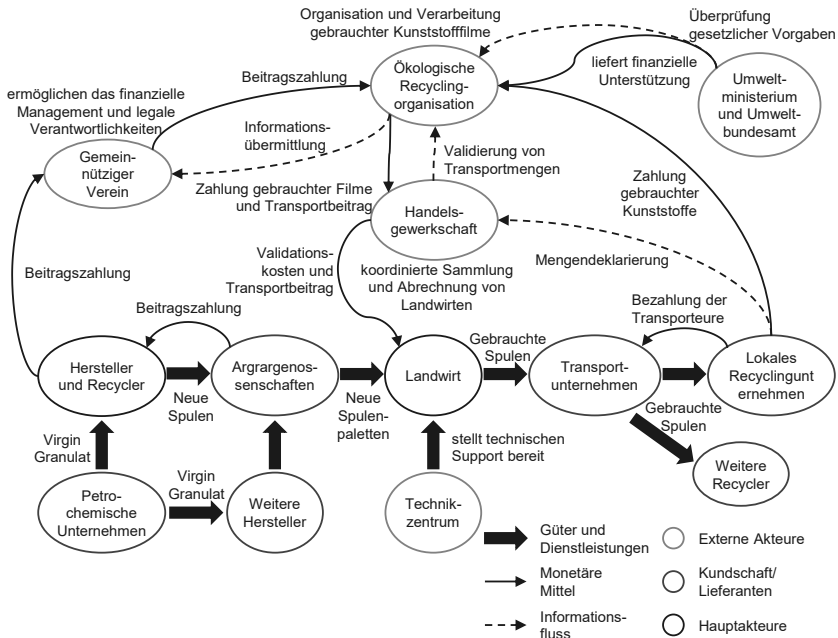 Organisation und Verarbeitung
gebrauchter Kunststofffilme
Überprüfung
gesetzlicher Vorgaben
Beitragszahlung
Ökologische
Recycling-
organisation
liefert finanzielle
Unterstützung
Umwelt-
ministerium
und Umwelt-
bundesamt
ermöglichen das finanzielle
Management und legale
Verantwortlichkeiten
Informations-
übermittlung
Gemein-
nütziger
Verein
Validierung von
Transportmengen
Zahlung
gebrauchter
Kunststoffe
Zahlung gebrauchter Filme
und Transportbeitrag
Handels-
gewerkschaft
Beitragszahlung
Validations-
kosten und
Transportbeitrag
koordinierte Sammlung
und Abrechnung von
Landwirten
Mengendeklarierung
Beitragszahlung
Bezahlung der
Transporteure
Hersteller
und Recycler
Neue
Spulen
Argrargenos-
senschaften
Neue
Spulen-
paletten
Landwirt
Gebrauchte
Spulen
Transport-
unternehmen
Lokales
Recyclingunt
ernehmen
Gebrauchte
Spulen
Virgin
Granulat
Virgin
Granulat
stellt technischen
Support bereit
Weitere
Recycler
Petro-
chemische
Unternehmen
Weitere
Hersteller
Technik-
zentrum
Güter und
Dienstleistungen
Externe Akteure
Monetäre
Mittel
Kundschaft/
Lieferanten
Informations-
fluss
Hauptakteure